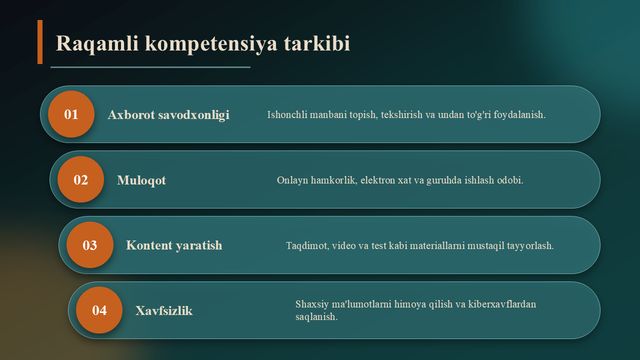 Raqamli kompetensiya tarkibi
01
Axborot savodxonligi
Ishonchli manbani topish, tekshirish va undan to'g'ri foydalanish.
02
Muloqot
Onlayn hamkorlik, elektron xat va guruhda ishlash odobi.
03
Kontent yaratish
Taqdimot, video va test kabi materiallarni mustaqil tayyorlash.
04
Xavfsizlik
Shaxsiy ma'lumotlarni himoya qilish va kiberxavflardan
saqlanish.